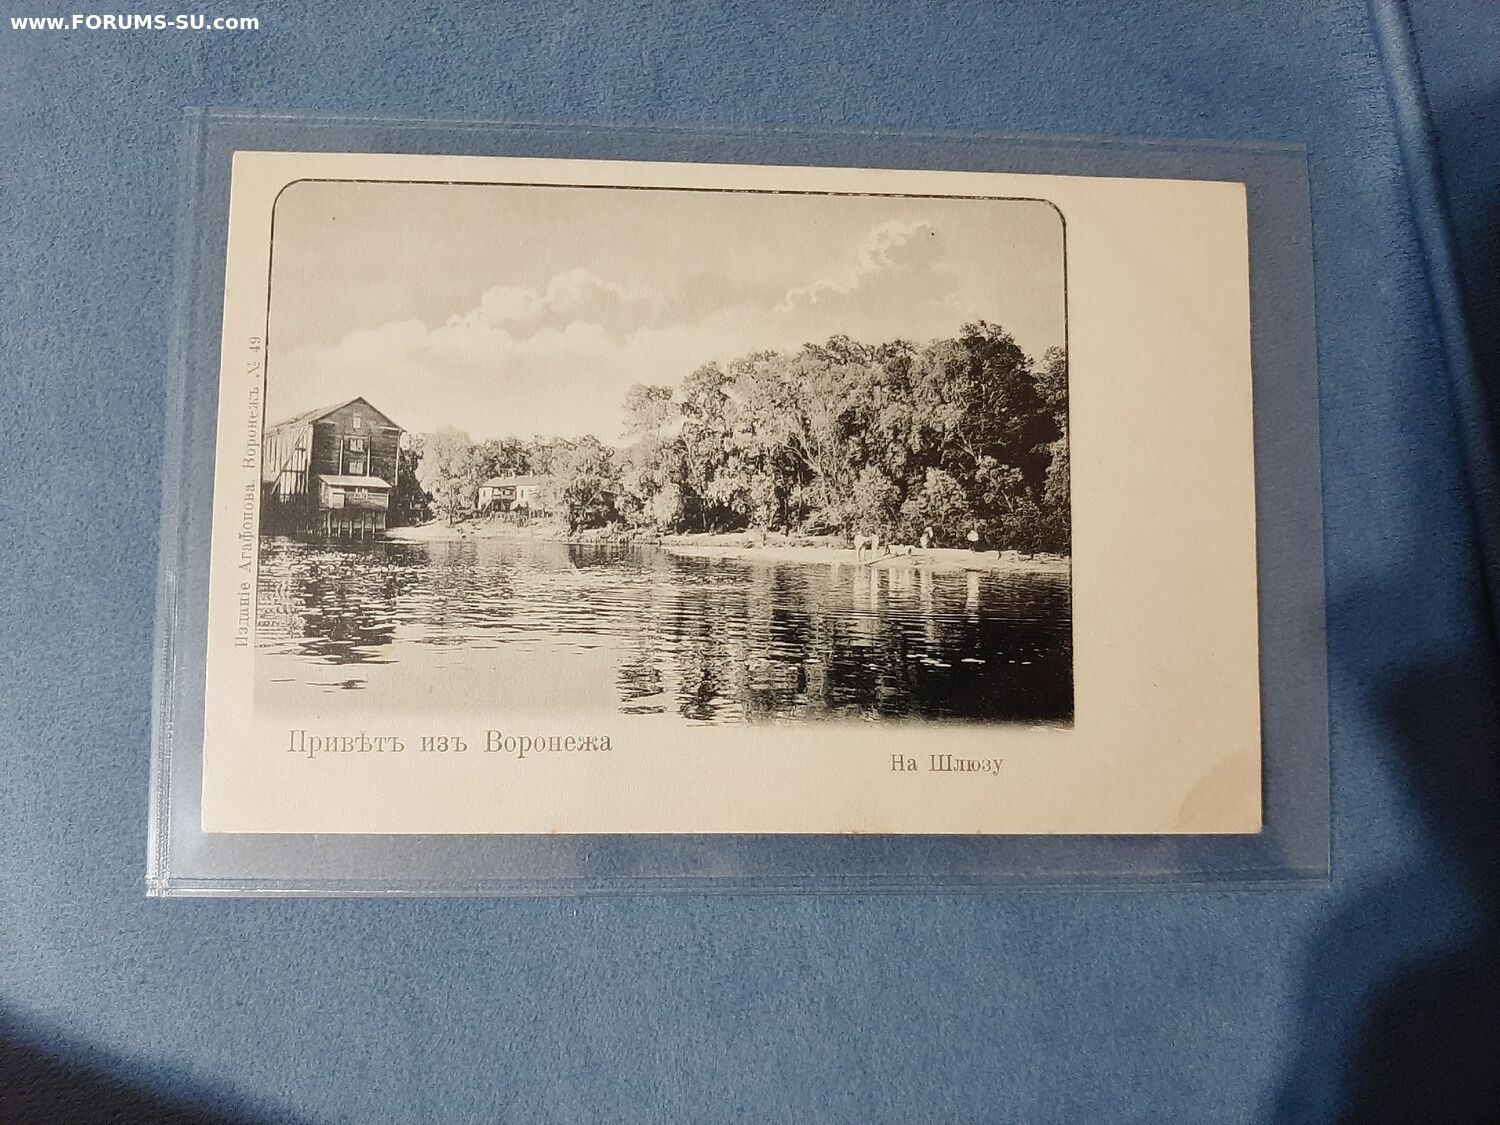 www.FORUMS-SU.com
Изданіе Агафонова. Воронежъ № 49
Привѣтъ изъ Воронежа
На Шлюзу